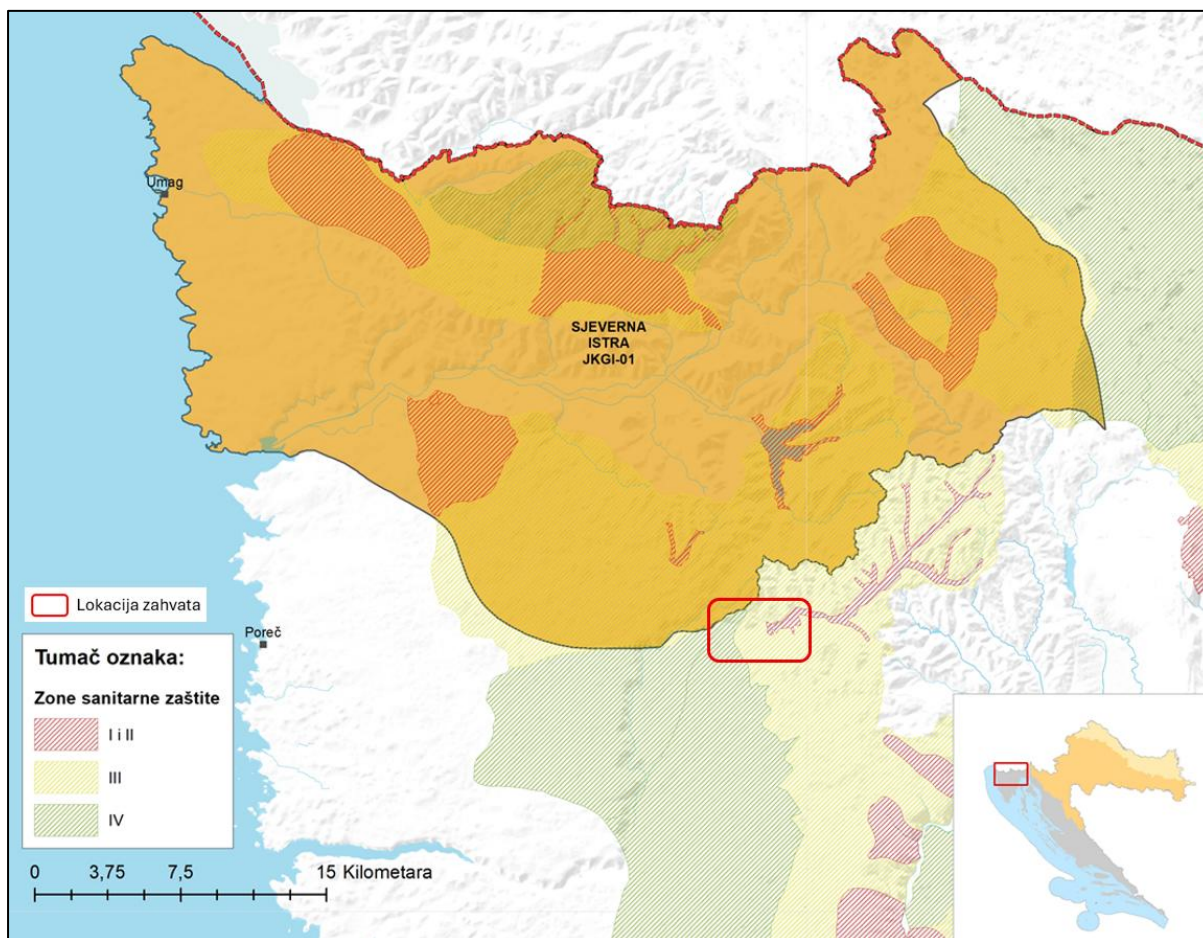 Umag
SJEVERNA
ISTRA
JKGI-01
Lokacija zahvata
Poreč
Tumač oznaka:
Zone sanitarne zaštite
I i II
III
IV
0 3,75 7,5 15 Kilometara